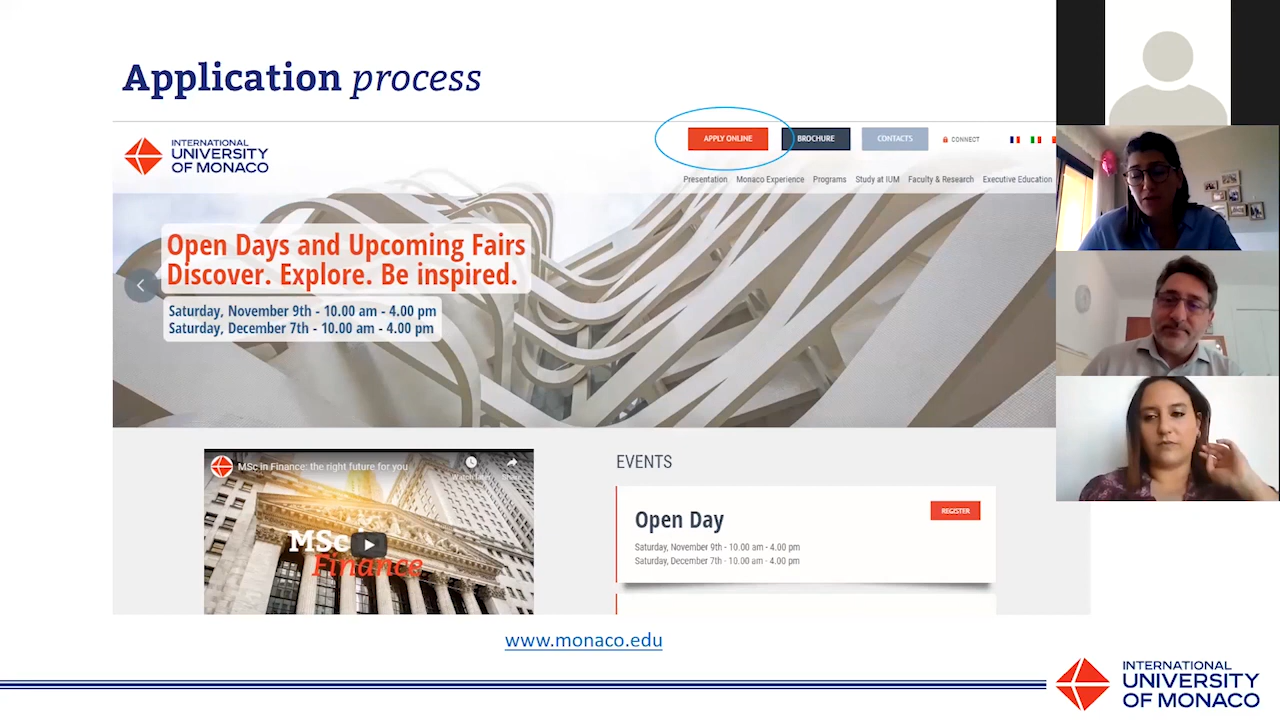 Application process
INTERNATIONAL
UNIVERSITY
OF MONACO
APPLY ONLINE
BROCHURE
CONTACTS
CONNECT
Presentation
Monaco Experience
Programs
Study at IUM
Faculty & Research
Executive Education
Open Days and Upcoming Fairs
Discover. Explore. Be inspired.
Saturday, November 9th - 10.00 am - 4.00 pm
Saturday, December 7th - 10.00 am - 4.00 pm
MSc in Finance: the right future for you
Watch later
Share
MSc in
Finance
EVENTS
Open Day
REGISTER
Saturday, November 9th - 10.00 am - 4.00 pm
Saturday, December 7th - 10.00 am - 4.00 pm
www.monaco.edu
INTERNATIONAL
UNIVERSITY
OF MONACO